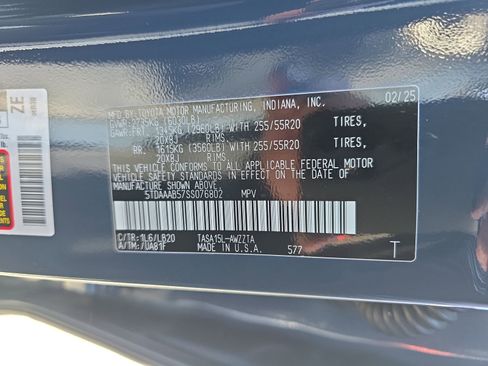 MFD. BY:TOYOTA MOTOR MANUFACTURING, INDIANA, INC. 02/25
GVWR:2735KG (6030LB)
GAWR:FRT. 1345KG (2960LB) WITH 255/55R20 TIRES,
20X8J RIMS,
RR. 1615KG (3560LB) WITH 255/55R20 TIRES,
20X8J RIMS,
THIS VEHICLE CONFORMS TO ALL APPLICABLE FEDERAL MOTOR
VEHICLE SAFETY STANDARDS IN EFFECT ON THE DATE OF
MANUFACTURE SHOWN ABOVE.
5TDAAAB57SS076802 MPV
C/TR:1L6/LB20 TASA15L-AWZZTA
A/TM:/UA81F MADE IN U.S.A. 577 T
ZE
lb.